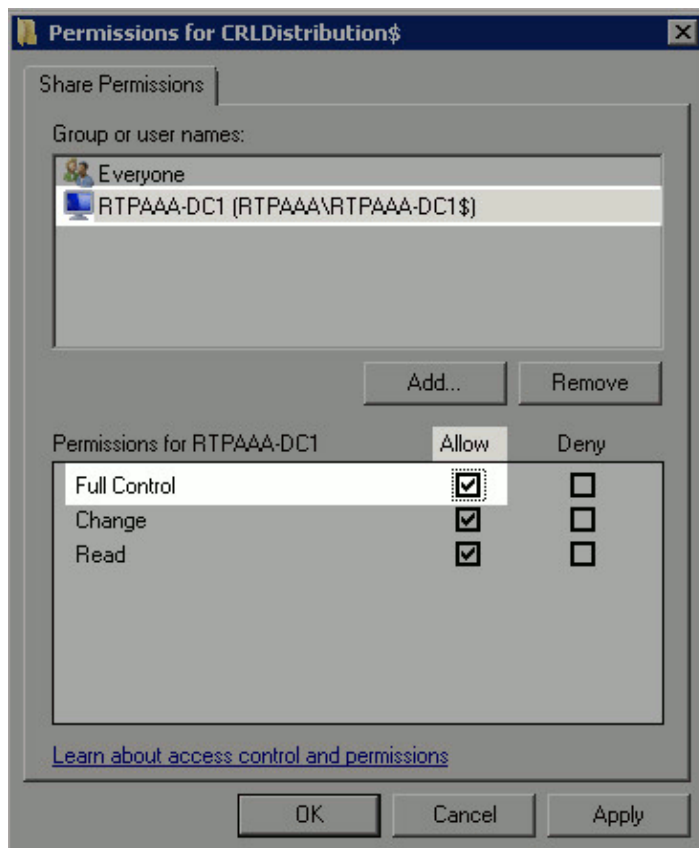 Permissions for CRLDistribution$
Share Permissions
Group or user names:
Everyone
RTPAAA-DC1 (RTPAAA\RTPAAA-DC1$)
Add... Remove
Permissions for RTPAAA-DC1 Allow Deny
Full Control
Change
Read
Learn about access control and permissions
OK Cancel Apply